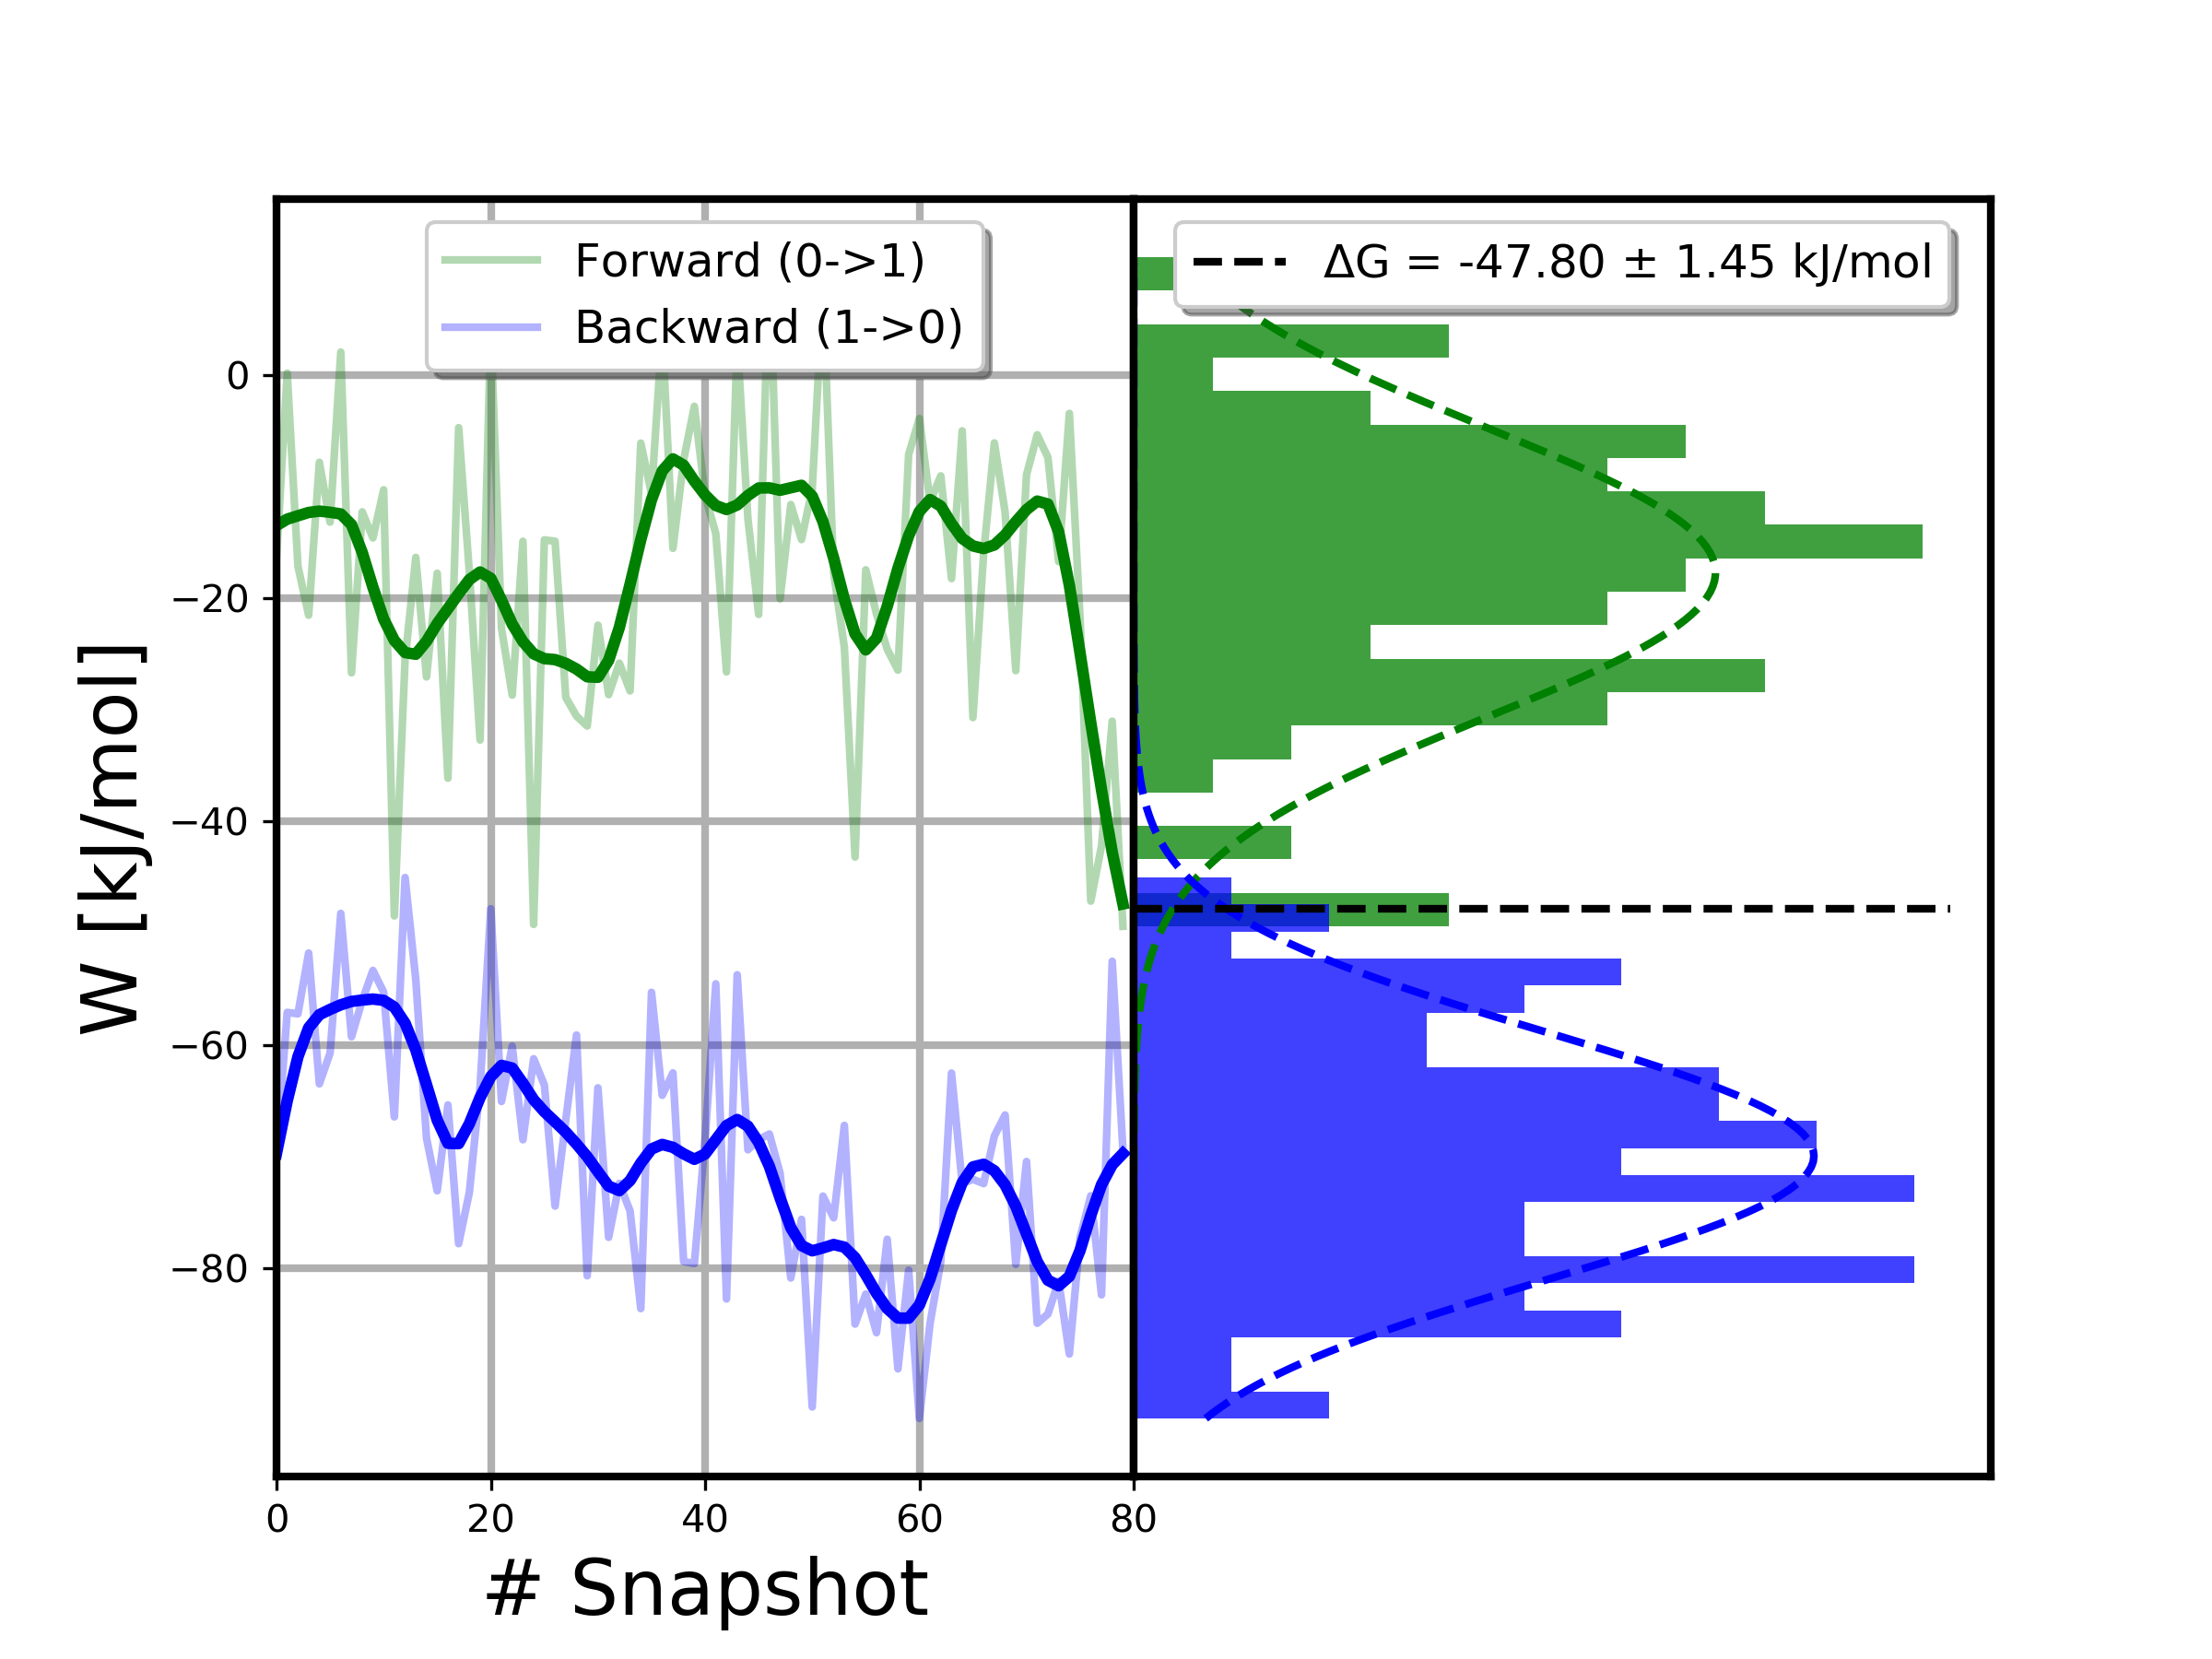 Forward (0->1)
Backward (1->0)
ΔG = -47.80 ± 1.45 kJ/mol
W [kJ/mol]
0
−20
−40
−60
−80
0 20 40 60 80
# Snapshot